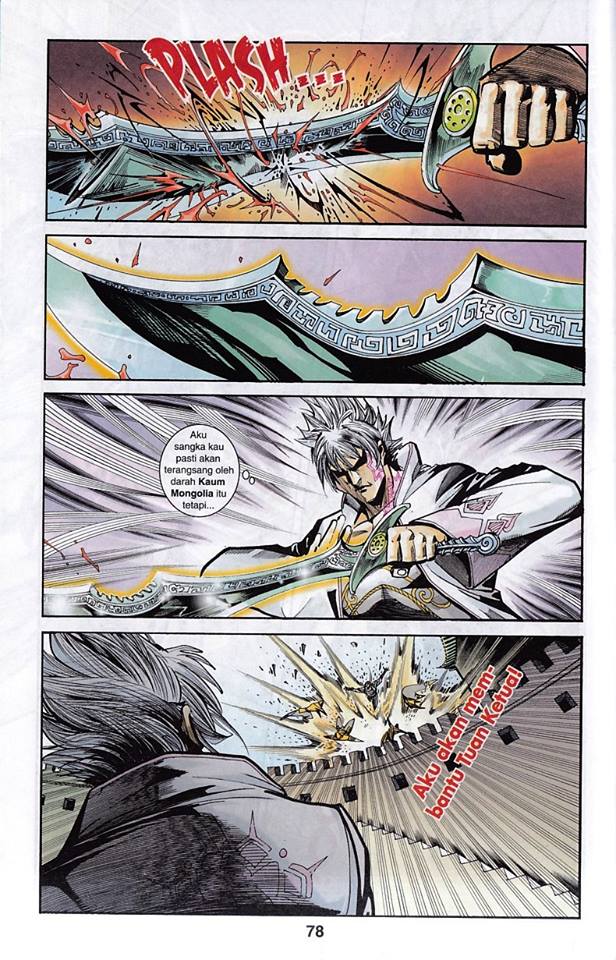 PLASH...
Aku
sangka kau
pasti akan
terangsang oleh
darah Kaum
Mongolia itu
tetapi...
Aku akan mem-
bantu Tuan Ketua!
78